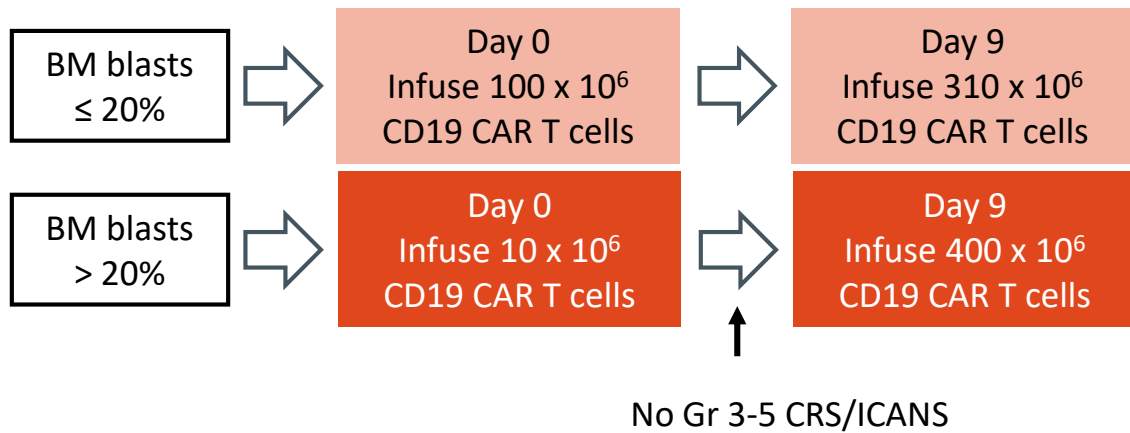 BM blasts
≤ 20%
Day 0
Infuse 100 x 10⁶
CD19 CAR T cells
Day 9
Infuse 310 x 10⁶
CD19 CAR T cells
BM blasts
> 20%
Day 0
Infuse 10 x 10⁶
CD19 CAR T cells
Day 9
Infuse 400 x 10⁶
CD19 CAR T cells
No Gr 3-5 CRS/ICANS